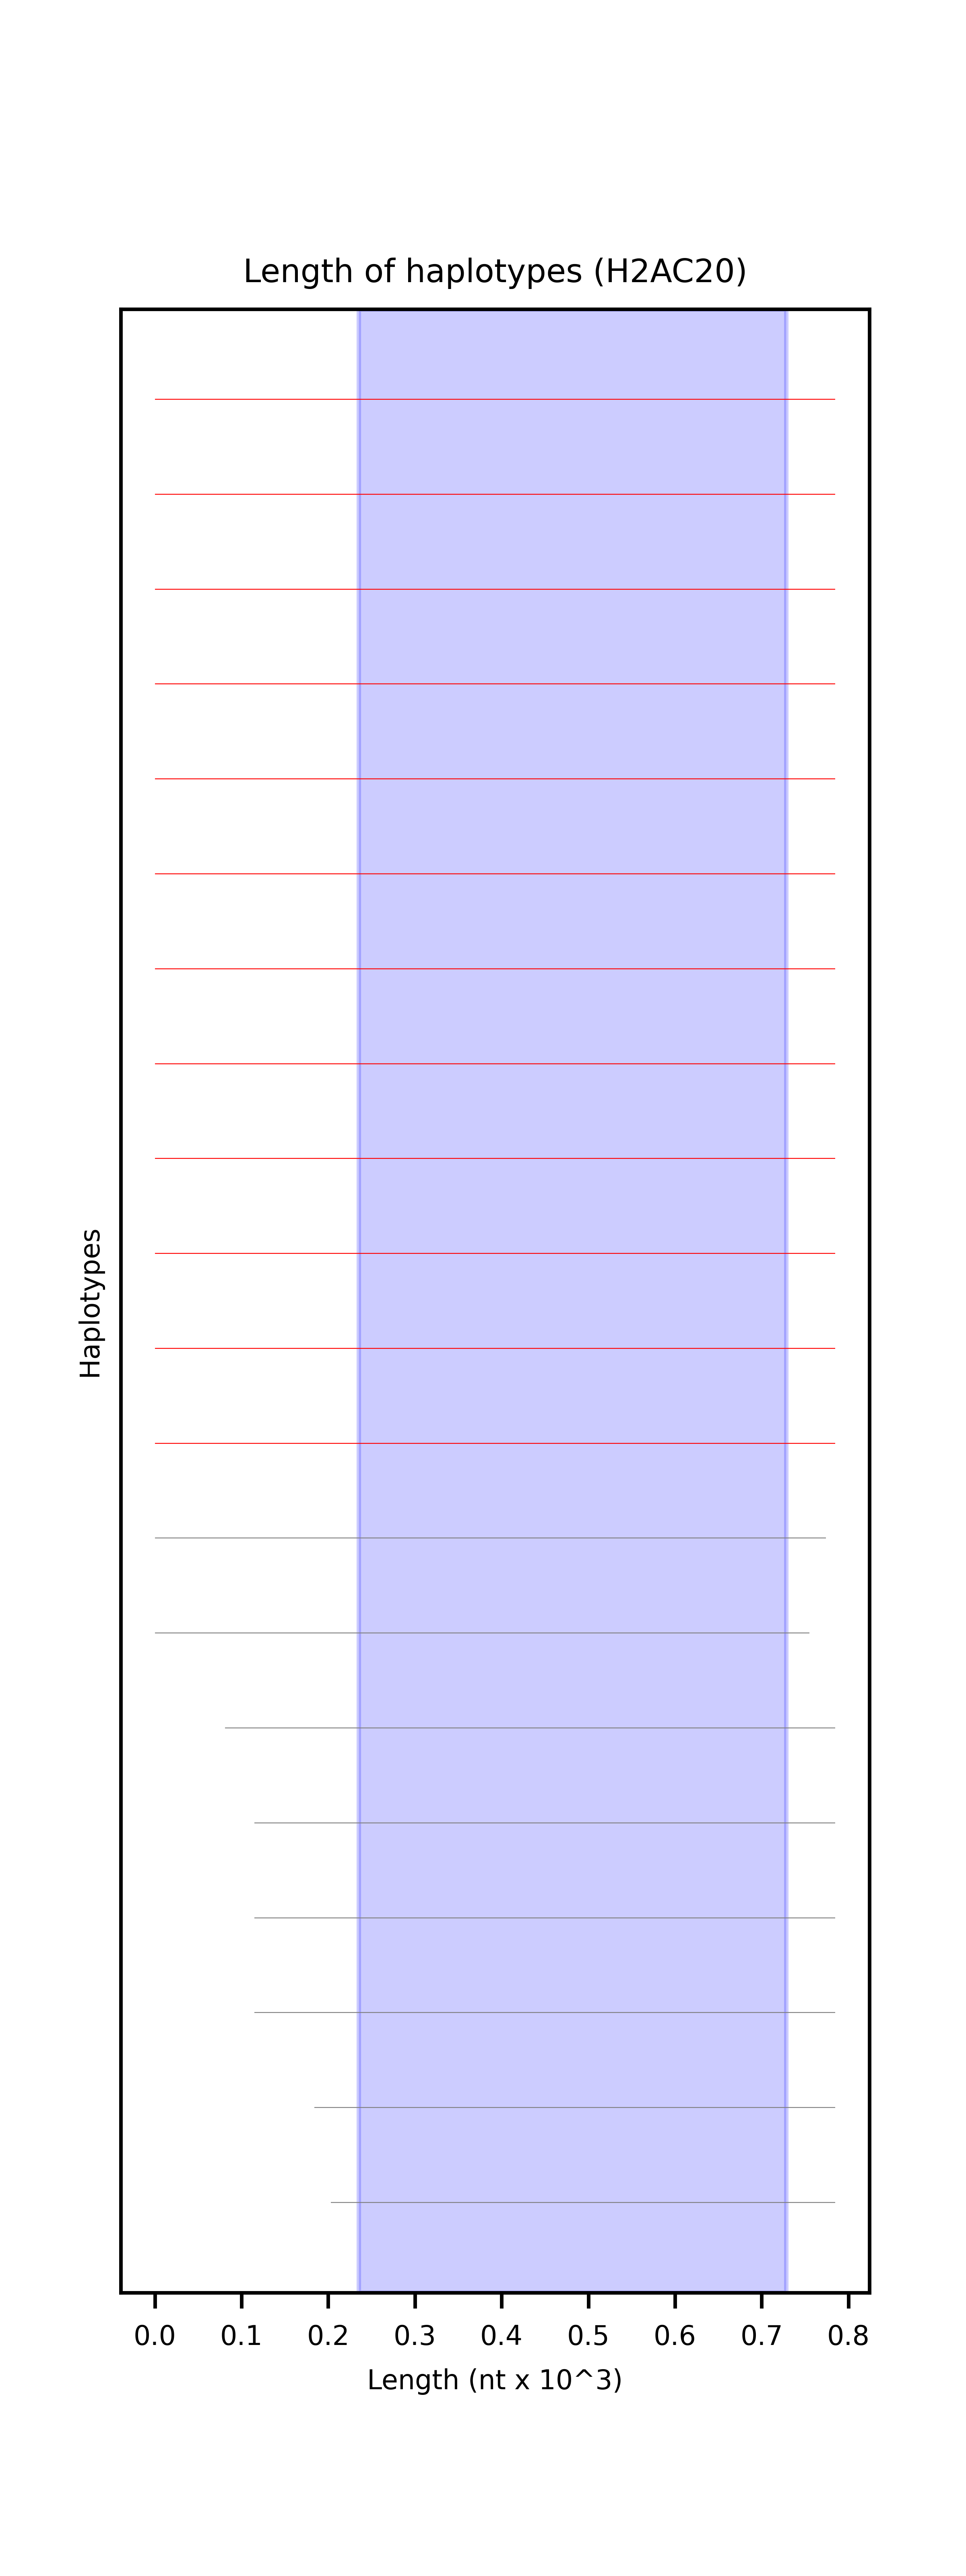 Length of haplotypes (H2AC20)
Haplotypes
0.0 0.1 0.2 0.3 0.4 0.5 0.6 0.7 0.8
Length (nt x 10^3)